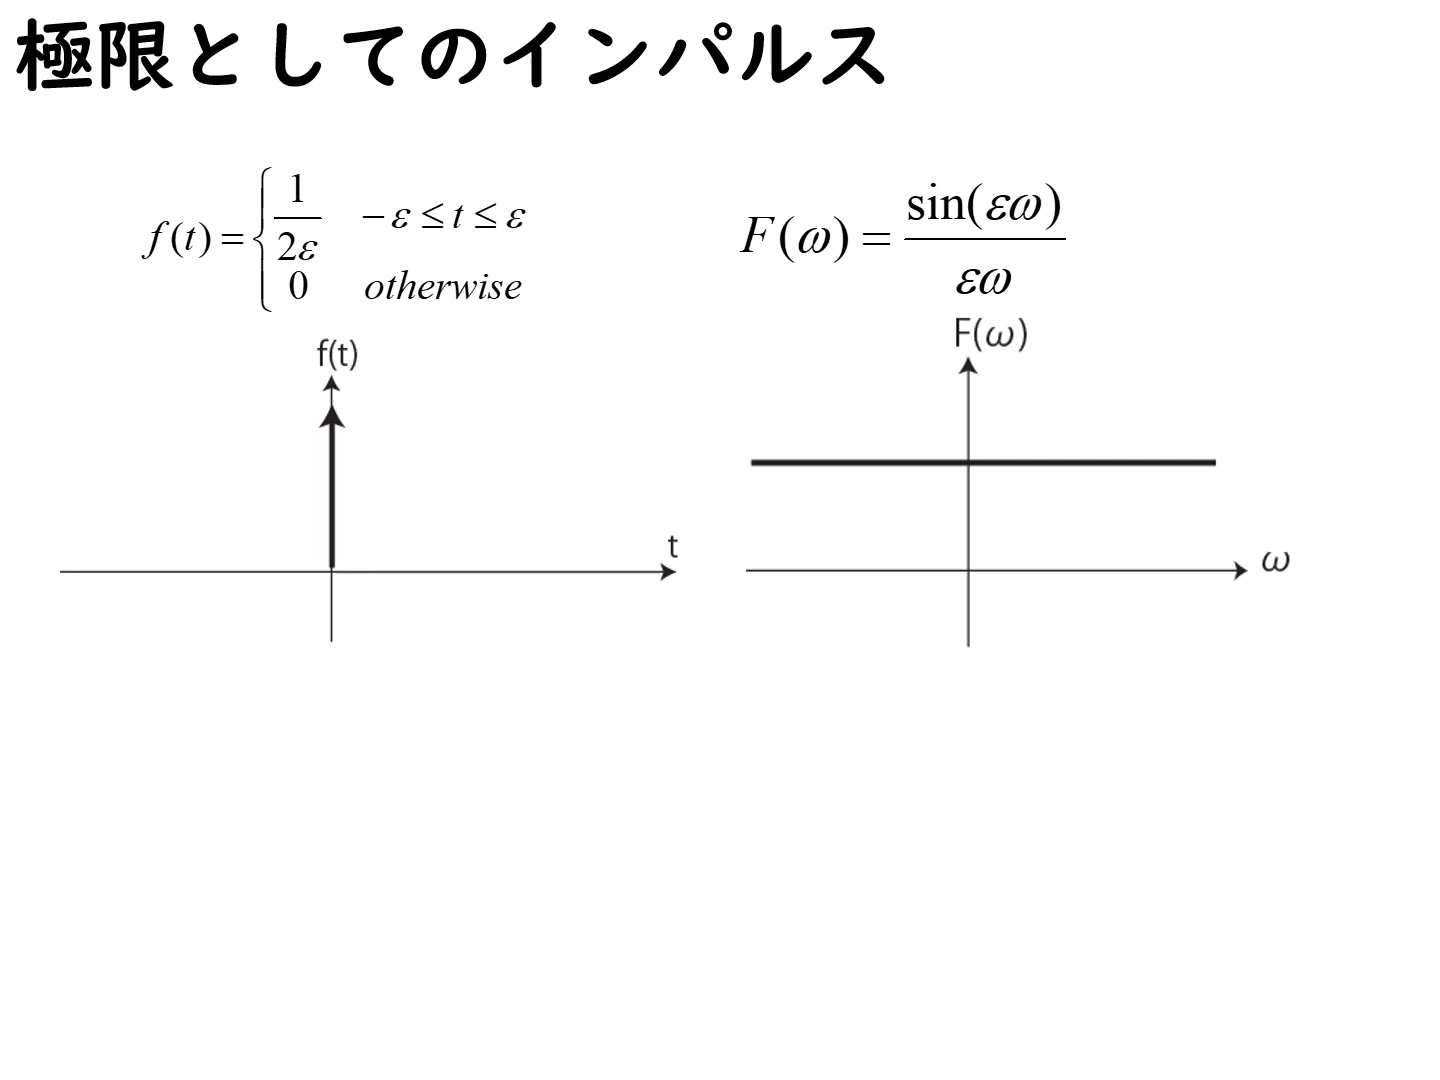 極限としてのインパルス
f(t) = { 1/2ε  −ε ≤ t ≤ ε
0  otherwise
F(ω) = sin(εω)/εω
f(t)
t
F(ω)
ω